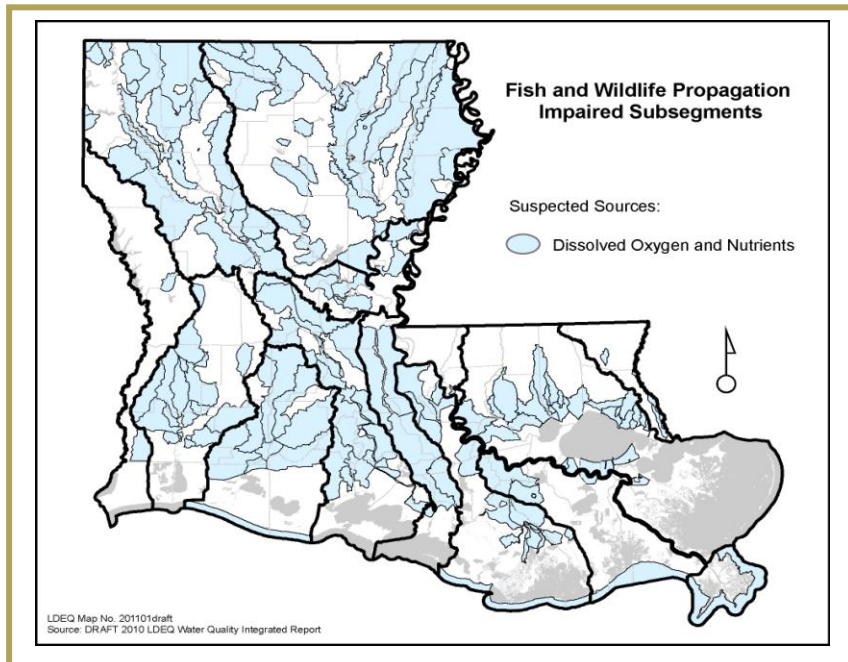 Fish and Wildlife Propagation
Impaired Subsegments
Suspected Sources:
Dissolved Oxygen and Nutrients
LDEQ Map No. 201101draft
Source: DRAFT 2010 LDEQ Water Quality Integrated Report